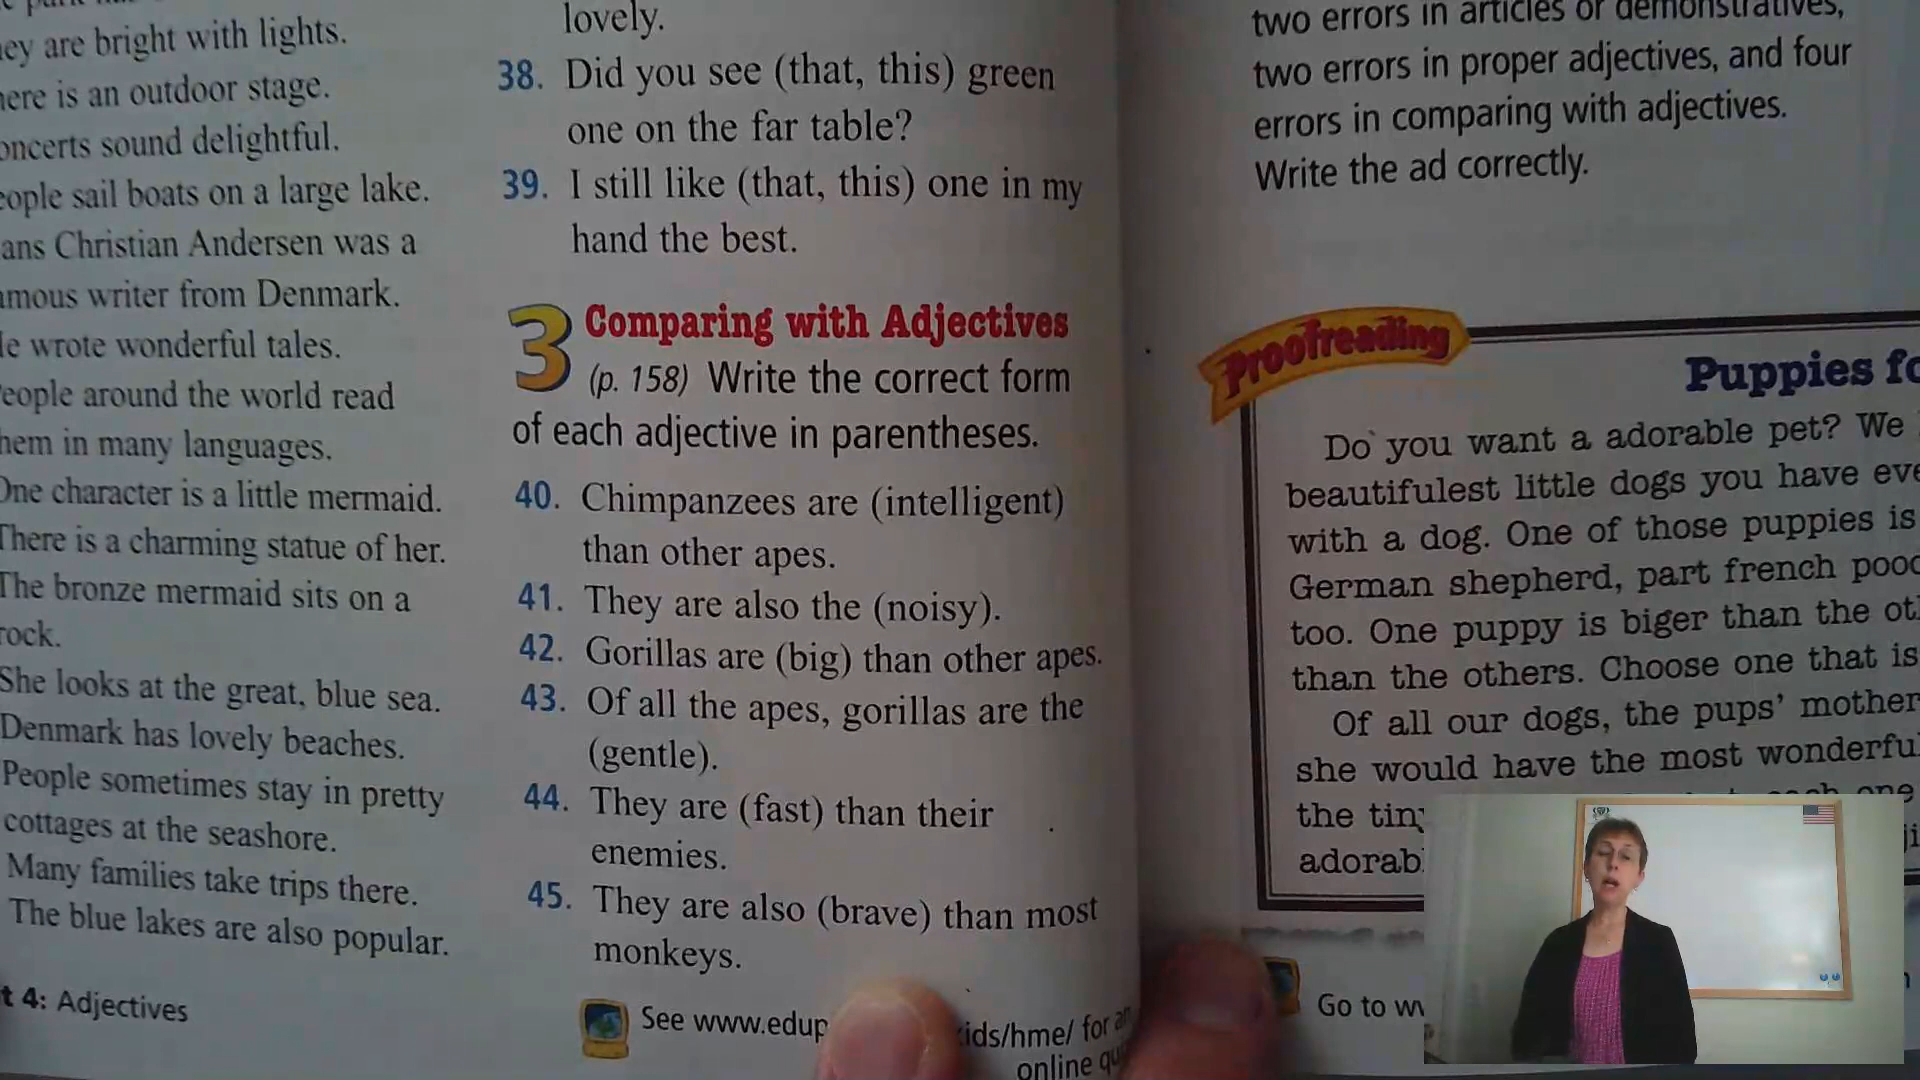 ey are bright with lights.
ere is an outdoor stage.
oncerts sound delightful.
eople sail boats on a large lake.
ans Christian Andersen was a
amous writer from Denmark.
He wrote wonderful tales.
People around the world read
hem in many languages.
One character is a little mermaid.
There is a charming statue of her.
The bronze mermaid sits on a
rock.
She looks at the great, blue sea.
Denmark has lovely beaches.
People sometimes stay in pretty
cottages at the seashore.
Many families take trips there.
The blue lakes are also popular.
t 4: Adjectives
lovely.
38. Did you see (that, this) green
one on the far table?
39. I still like (that, this) one in my
hand the best.
3 Comparing with Adjectives
(p. 158) Write the correct form
of each adjective in parentheses.
40. Chimpanzees are (intelligent)
than other apes.
41. They are also the (noisy).
42. Gorillas are (big) than other apes.
43. Of all the apes, gorillas are the
(gentle).
44. They are (fast) than their
enemies.
45. They are also (brave) than most
monkeys.
See www.edup ids/hme/ for an
online qu
two errors in articles or demonstratives,
two errors in proper adjectives, and four
errors in comparing with adjectives.
Write the ad correctly.
Proofreading
Puppies fo
Do you want a adorable pet? We
beautifulest little dogs you have eve
with a dog. One of those puppies is
German shepherd, part french pood
too. One puppy is biger than the ot
than the others. Choose one that is
Of all our dogs, the pups' mother
she would have the most wonderful
the tiny
adorab
Go to ww